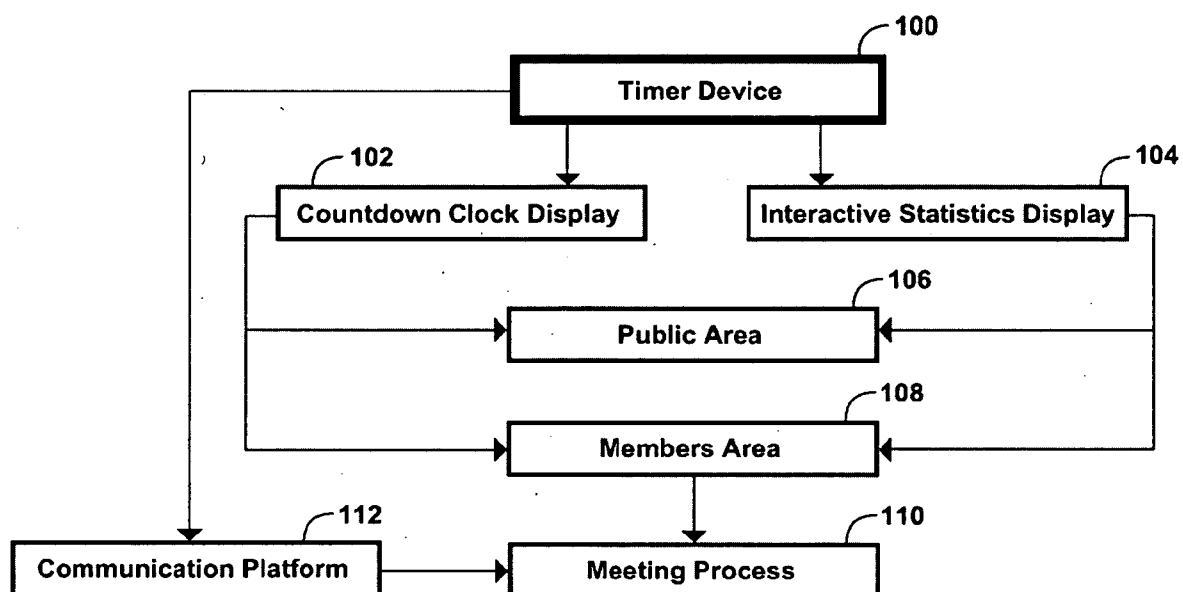 100
Timer Device
102
104
Countdown Clock Display
Interactive Statistics Display
106
Public Area
108
Members Area
112
110
Communication Platform
Meeting Process